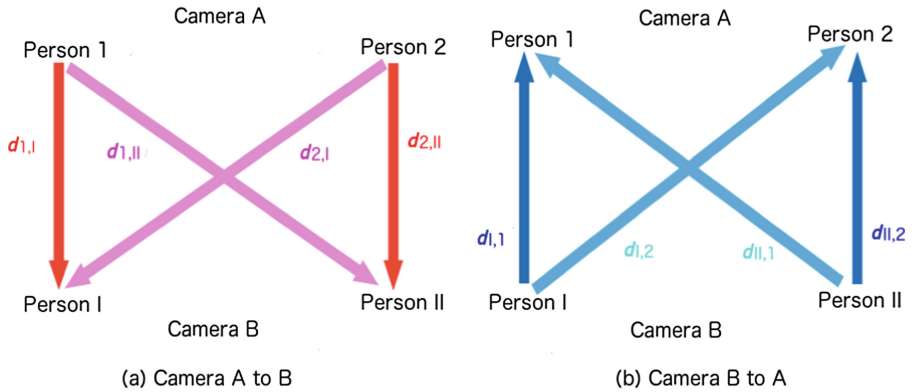 Camera A
Person 1
Person 2
d1,I
d1,II
d2,I
d2,II
Person I
Person II
Camera B
(a) Camera A to B
Camera A
Person 1
Person 2
dI,1
dI,2
dII,1
dII,2
Person I
Person II
Camera B
(b) Camera B to A